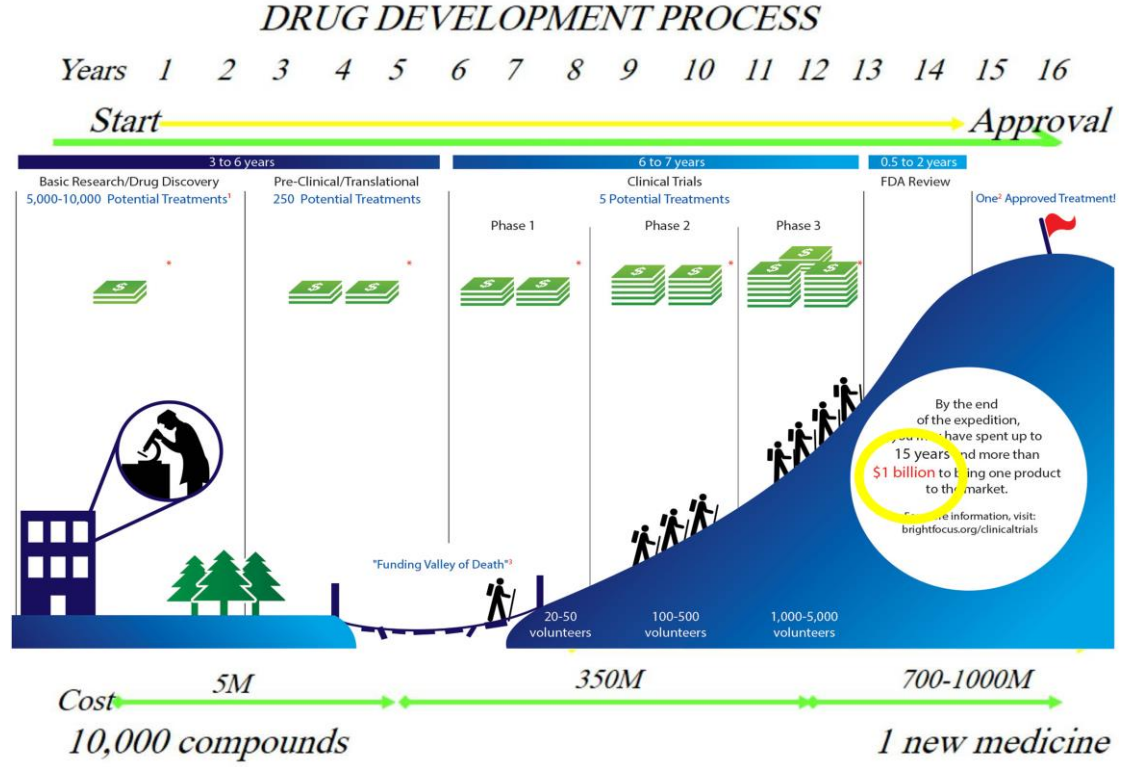 DRUG DEVELOPMENT PROCESS
Years 1 2 3 4 5 6 7 8 9 10 11 12 13 14 15 16
Start Approval
3 to 6 years 6 to 7 years 0.5 to 2 years
Basic Research/Drug Discovery Pre-Clinical/Translational Clinical Trials FDA Review
5,000-10,000 Potential Treatments¹ 250 Potential Treatments 5 Potential Treatments One² Approved Treatment!
Phase 1 Phase 2 Phase 3
* * * * *
$ $ $ $ $ $ $ $ $ $
By the end
of the expedition,
have spent up to
15 years and more than
$1 billion to bring one product
to the market.
information, visit:
brightfocus.org/clinicaltrials
"Funding Valley of Death"³
20-50 100-500 1,000-5,000
volunteers volunteers volunteers
5M 350M 700-1000M
Cost
10,000 compounds 1 new medicine